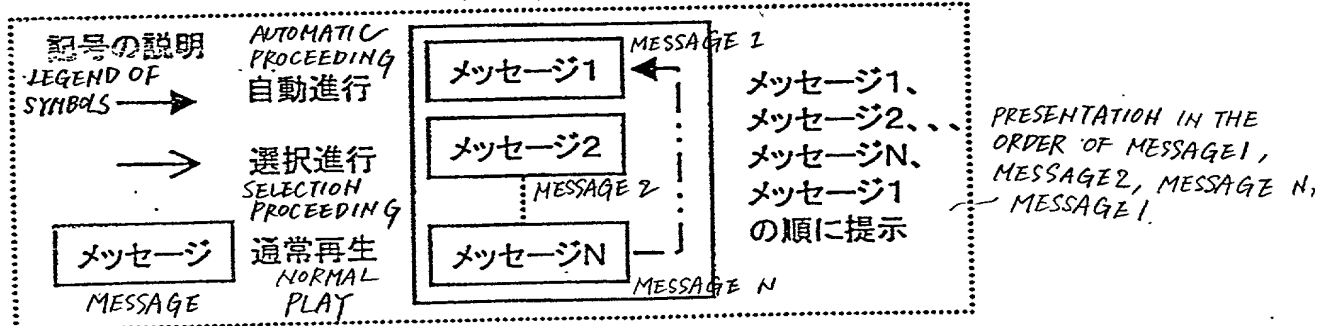 記号の説明
LEGEND OF
SYMBOLS
AUTOMATIC
PROCEEDING
自動進行
選択進行
SELECTION
PROCEEDING
メッセージ
MESSAGE
通常再生
NORMAL
PLAY
メッセージ1
MESSAGE 1
メッセージ2
MESSAGE 2
メッセージN
MESSAGE N
メッセージ1、
メッセージ2、、、
メッセージN、
メッセージ1
の順に提示
PRESENTATION IN THE
ORDER OF MESSAGE1,
MESSAGE2, MESSAGE N,
MESSAGE1.